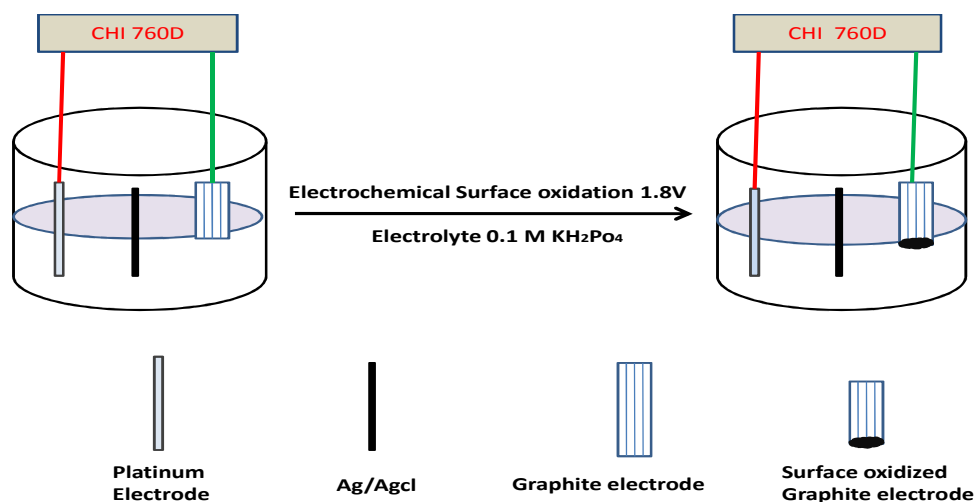 CHI 760D
CHI 760D
Electrochemical Surface oxidation 1.8V
Electrolyte 0.1 M KH₂Po₄
Platinum
Electrode
Ag/Agcl
Graphite electrode
Surface oxidized
Graphite electrode